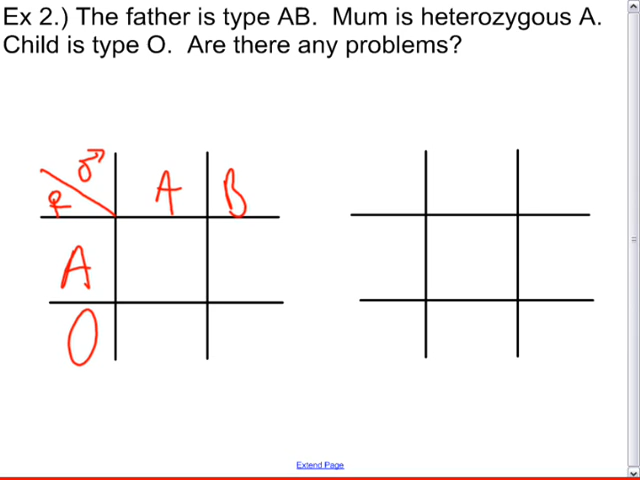 Ex 2.) The father is type AB.  Mum is heterozygous A.
Child is type O.  Are there any problems?
♂
♀ A B
A
O
Extend Page